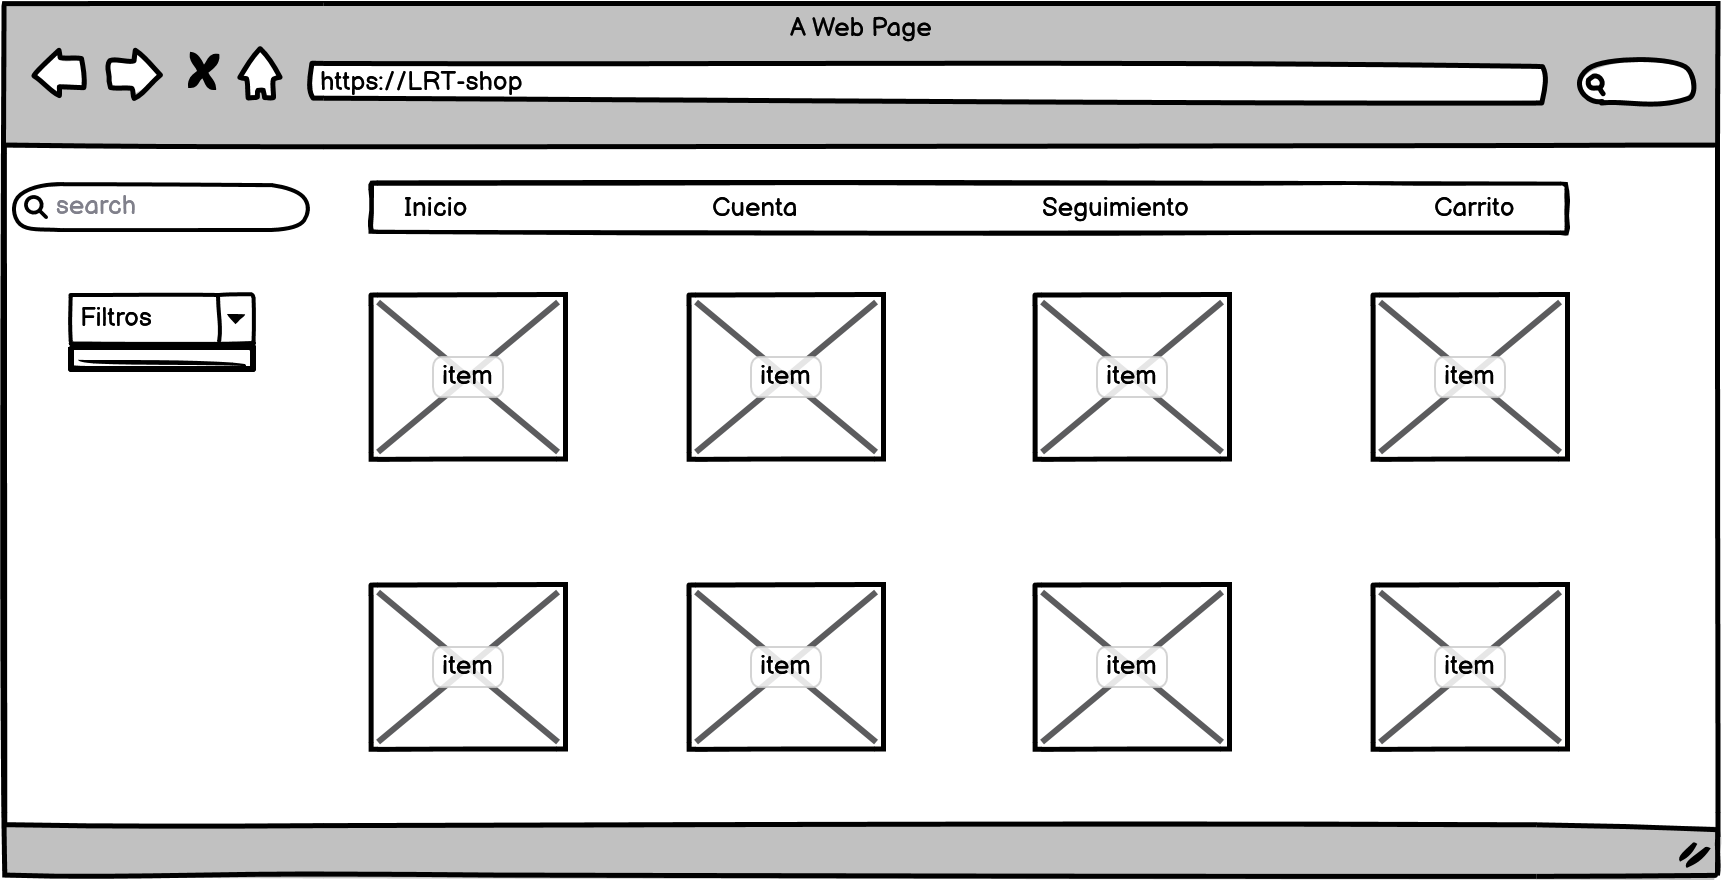 A Web Page
https://LRT-shop
search
Inicio Cuenta Seguimiento Carrito
Filtros
item item item item
item item item item